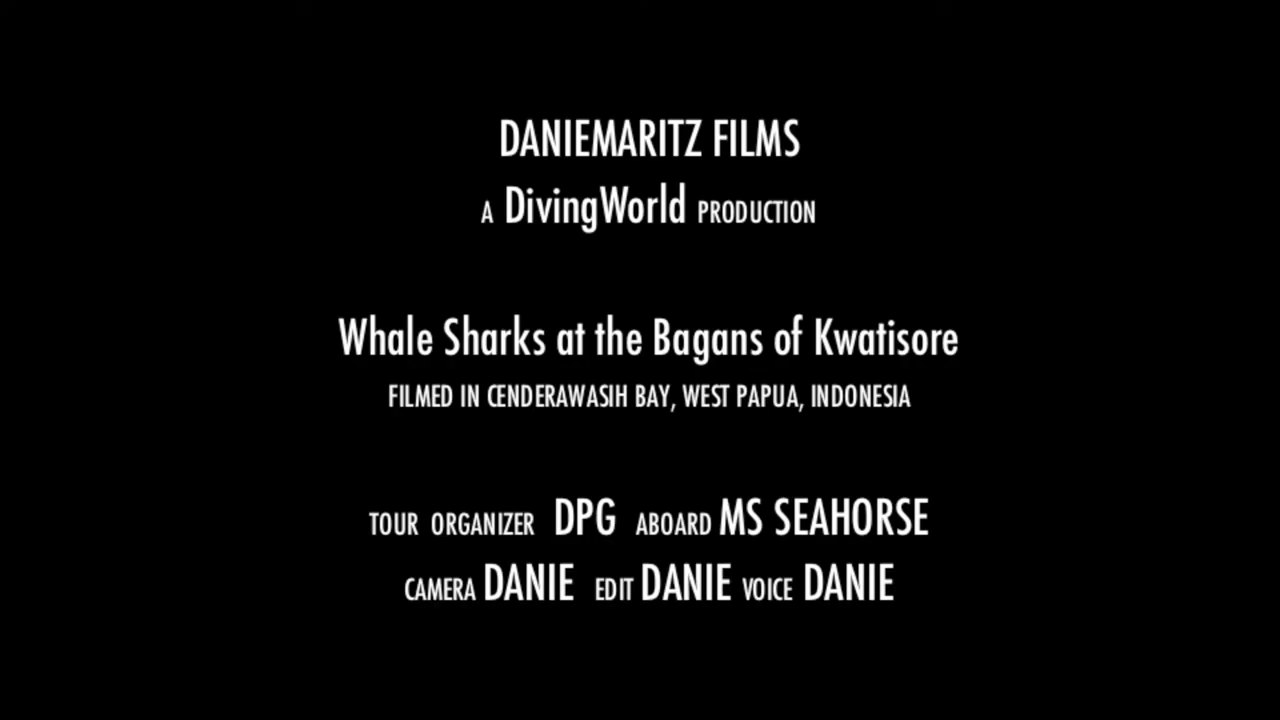 DANIEMARITZ FILMS
A DivingWorld PRODUCTION
Whale Sharks at the Bagans of Kwatisore
FILMED IN CENDERAWASIH BAY, WEST PAPUA, INDONESIA
TOUR ORGANIZER DPG ABOARD MS SEAHORSE
CAMERA DANIE EDIT DANIE VOICE DANIE